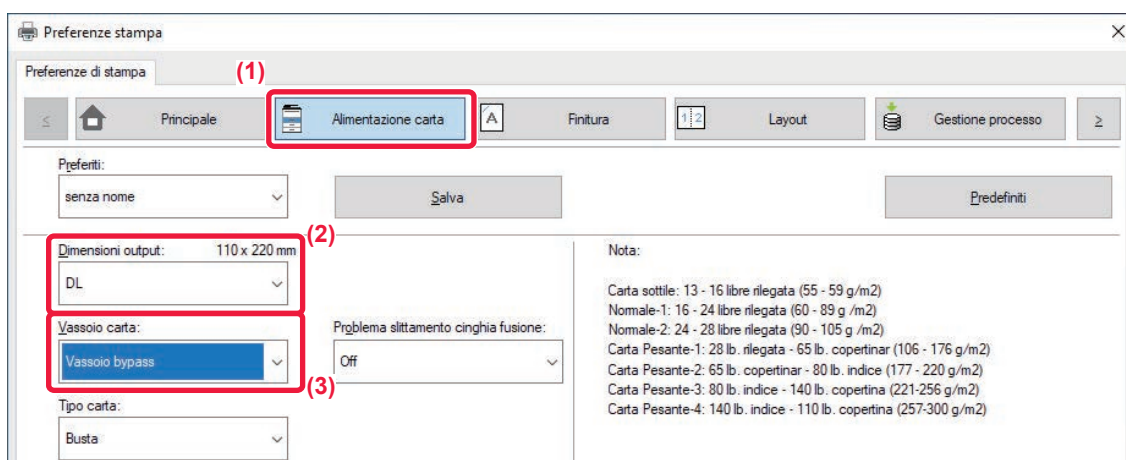 Preferenze stampa
Preferenze di stampa
(1)
≤ Principale Alimentazione carta A Finitura 1 2 Layout Gestione processo ≥
Preferiti:
senza nome Salva Predefiniti
(2)
Dimensioni output: 110 x 220 mm
DL
Vassoio carta:
Vassoio bypass
(3)
Problema slittamento cinghia fusione:
Off
Tipo carta:
Busta
Nota:
Carta sottile: 13 - 16 libre rilegata (55 - 59 g/m2)
Normale-1: 16 - 24 libre rilegata (60 - 89 g /m2)
Normale-2: 24 - 28 libre rilegata (90 - 105 g /m2)
Carta Pesante-1: 28 lb. rilegata - 65 lb. copertinar (106 - 176 g/m2)
Carta Pesante-2: 65 lb. copertinar - 80 lb. indice (177 - 220 g/m2)
Carta Pesante-3: 80 lb. indice - 140 lb. copertina (221-256 g/m2)
Carta Pesante-4: 140 lb. indice - 110 lb. copertina (257-300 g/m2)